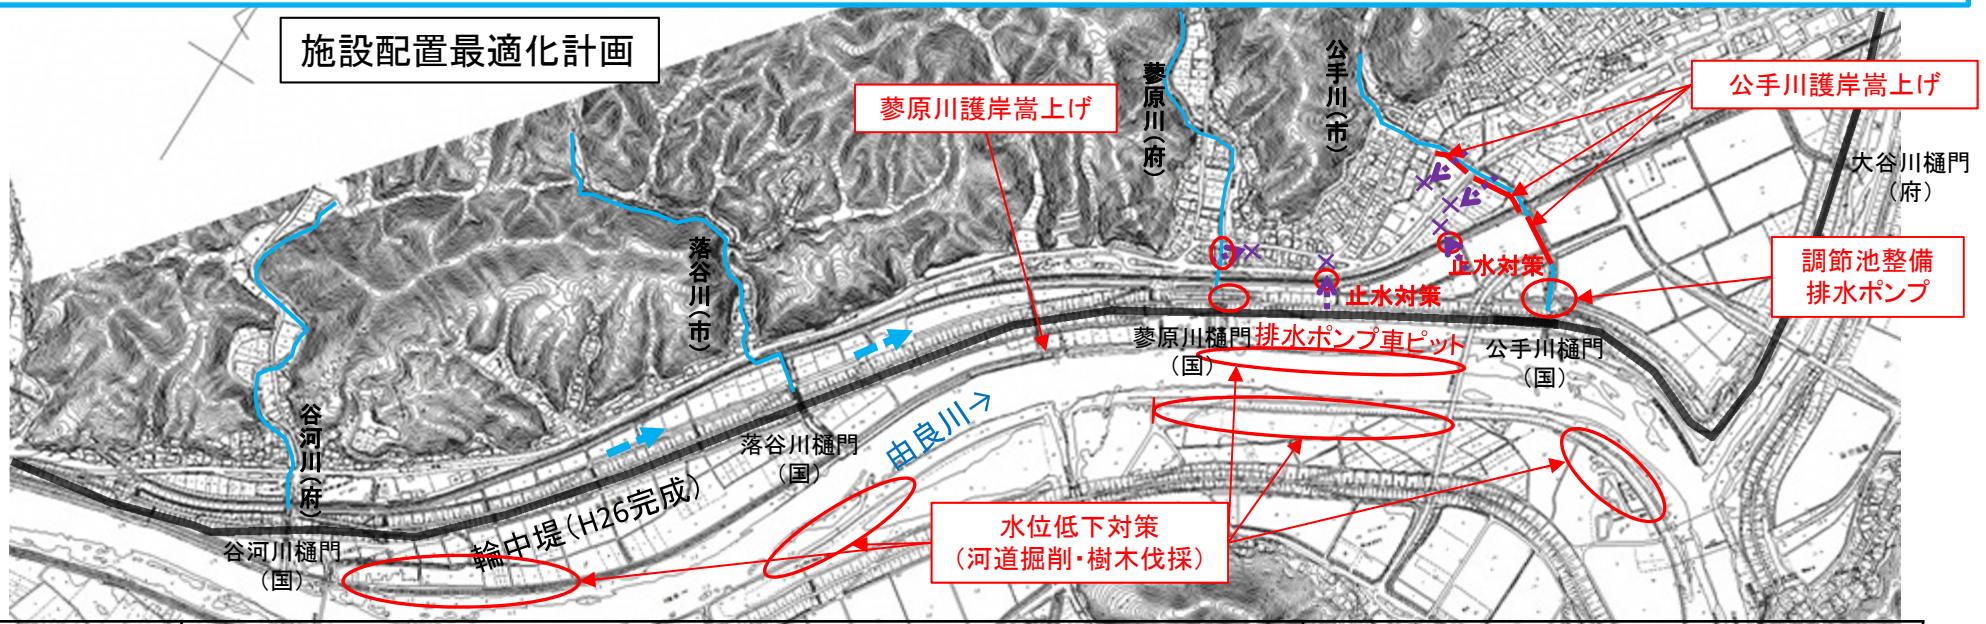 施設配置最適化計画
蓼原川(府)
公手川(市)
公手川護岸嵩上げ
蓼原川護岸嵩上げ
大谷川樋門
(府)
落谷川(市)
止水対策
調節池整備
排水ポンプ
止水対策
蓼原川樋門
(国)
排水ポンプ車ピット
公手川樋門
(国)
谷河川(府)
由良川→
落谷川樋門
(国)
輪中堤(H26完成)
谷河川樋門
(国)
水位低下対策
(河道掘削・樹木伐採)